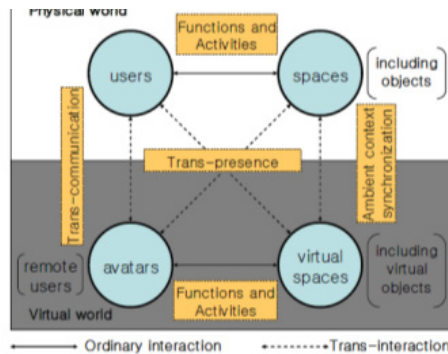 Physical world
Functions and
Activities
users
spaces
including
objects
Trans-communication
Trans-presence
Ambient context
synchronization
remote
users
avatars
virtual
spaces
including
virtual
objects
Functions and
Activities
Virtual world
Ordinary interaction
Trans-interaction